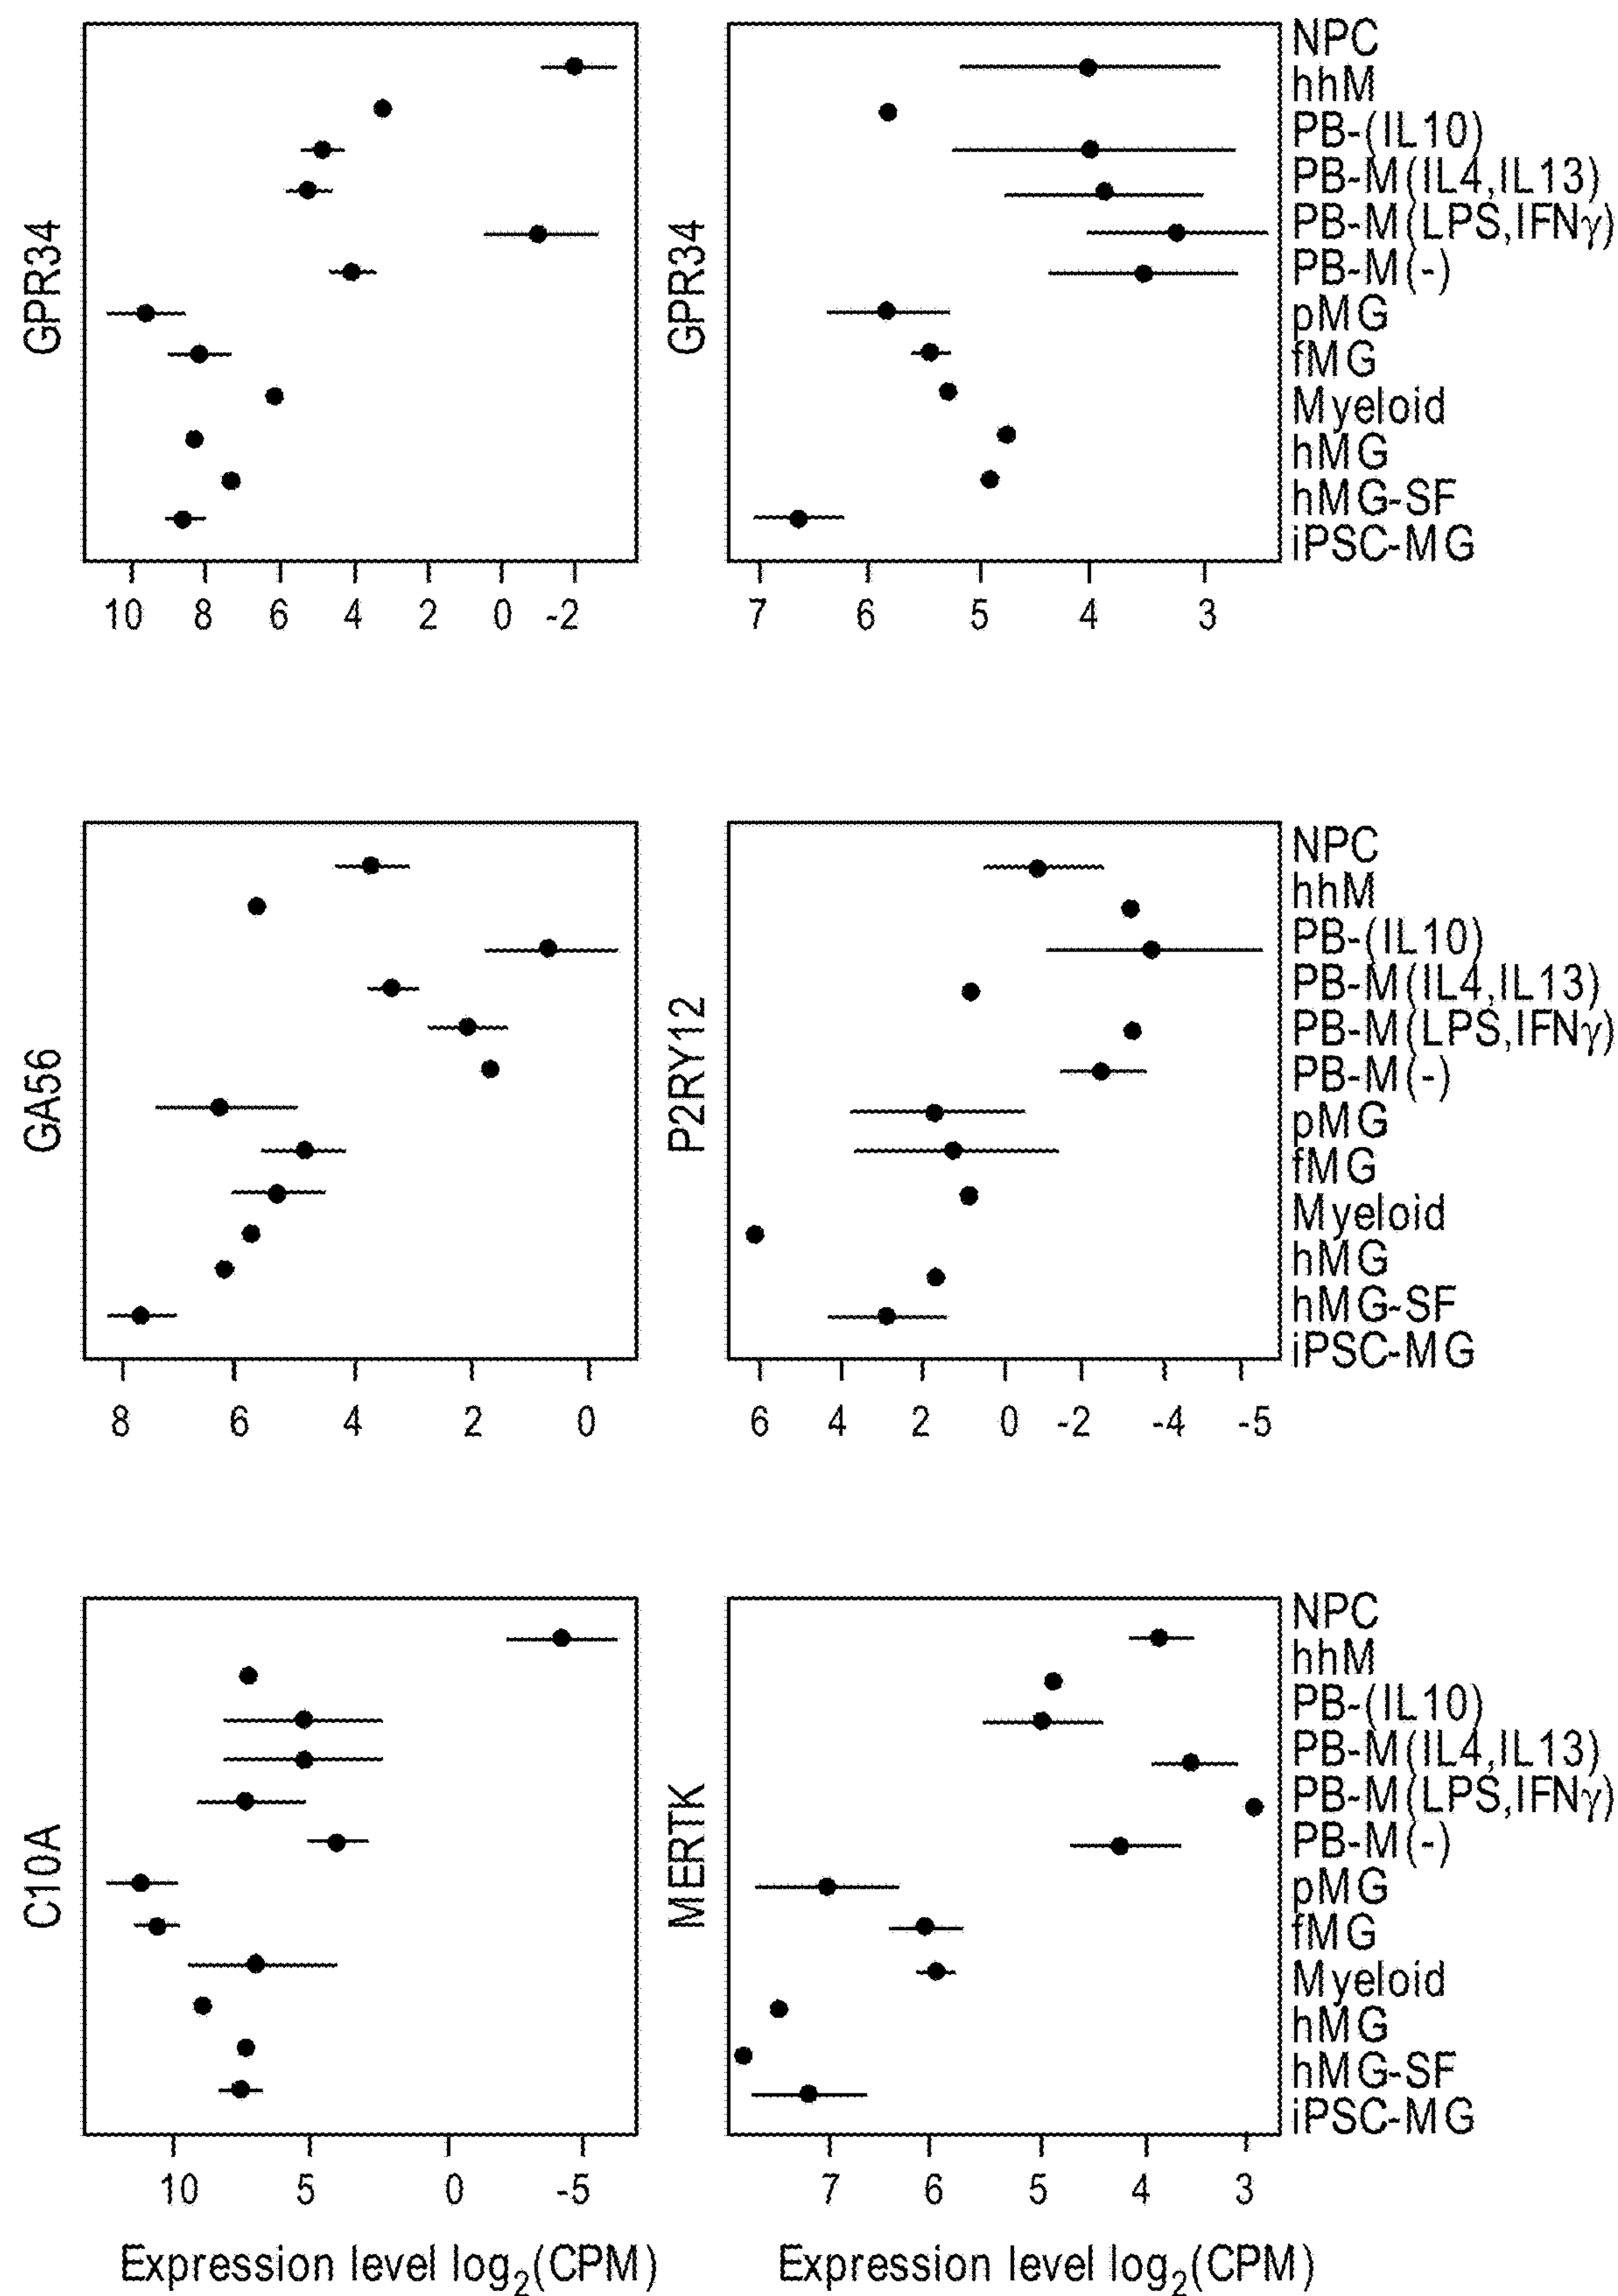 GPR34
10 8 6 4 2 0 -2
GPR34
7 6 5 4 3
NPC
hhM
PB-(IL10)
PB-M(IL4,IL13)
PB-M(LPS,IFNγ)
PB-M(-)
pMG
fMG
Myeloid
hMG
hMG-SF
iPSC-MG
GA56
8 6 4 2 0
P2RY12
6 4 2 0 -2 -4 -5
NPC
hhM
PB-(IL10)
PB-M(IL4,IL13)
PB-M(LPS,IFNγ)
PB-M(-)
pMG
fMG
Myeloid
hMG
hMG-SF
iPSC-MG
C10A
10 5 0 -5
Expression level log₂(CPM)
MERTK
7 6 5 4 3
Expression level log₂(CPM)
NPC
hhM
PB-(IL10)
PB-M(IL4,IL13)
PB-M(LPS,IFNγ)
PB-M(-)
pMG
fMG
Myeloid
hMG
hMG-SF
iPSC-MG